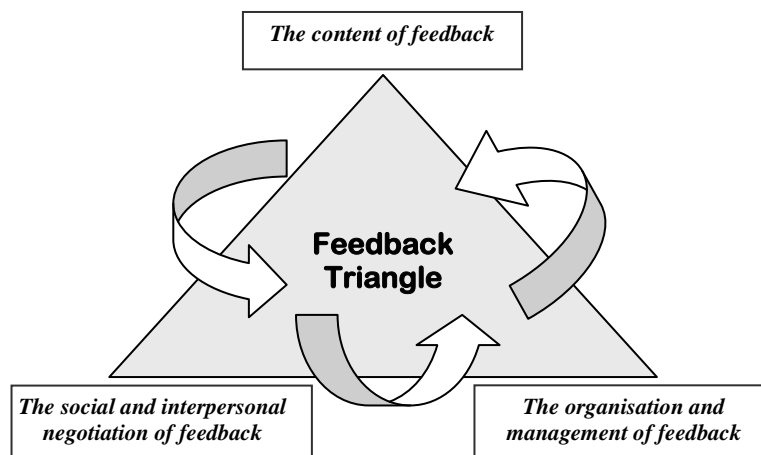 The content of feedback
Feedback
Triangle
The social and interpersonal
negotiation of feedback
The organisation and
management of feedback